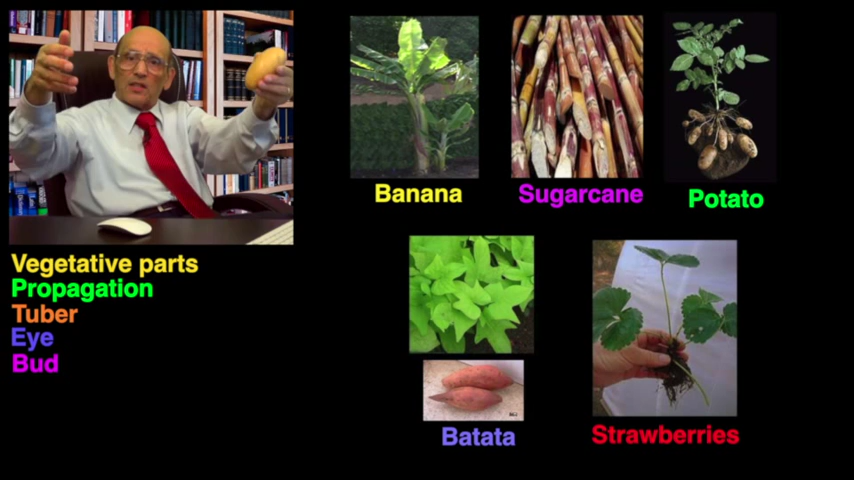 Vegetative parts
Propagation
Tuber
Eye
Bud
Banana
Sugarcane
Potato
Batata
Strawberries